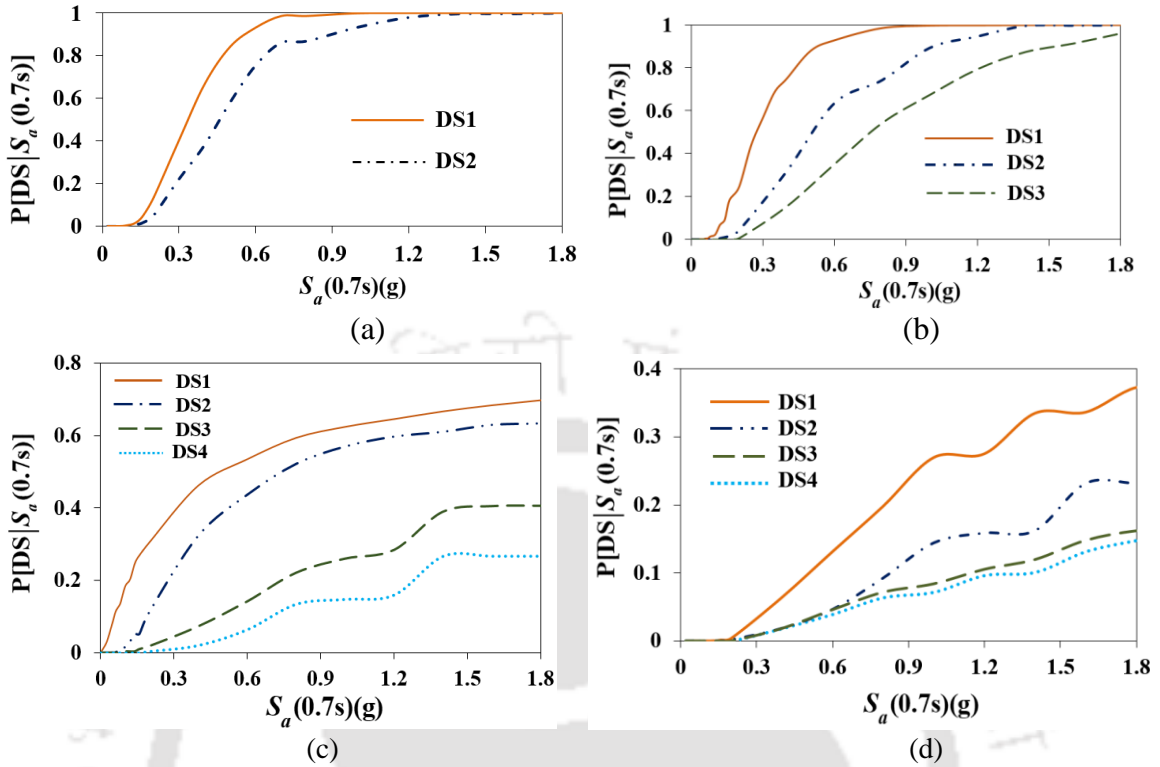 P[DS|Sa(0.7s)]
1
0.8
0.6
0.4
0.2
0
0 0.3 0.6 0.9 1.2 1.5 1.8
Sa(0.7s)(g)
DS1
DS2
(a)
P[DS|Sa(0.7s)]
1
0.8
0.6
0.4
0.2
0
0 0.3 0.6 0.9 1.2 1.5 1.8
Sa(0.7s)(g)
DS1
DS2
DS3
(b)
P[DS|Sa(0.7s)]
0.8
0.6
0.4
0.2
0
0 0.3 0.6 0.9 1.2 1.5 1.8
Sa(0.7s)(g)
DS1
DS2
DS3
DS4
(c)
P[DS|Sa(0.7s)]
0.4
0.3
0.2
0.1
0
0 0.3 0.6 0.9 1.2 1.5 1.8
Sa(0.7s)(g)
DS1
DS2
DS3
DS4
(d)